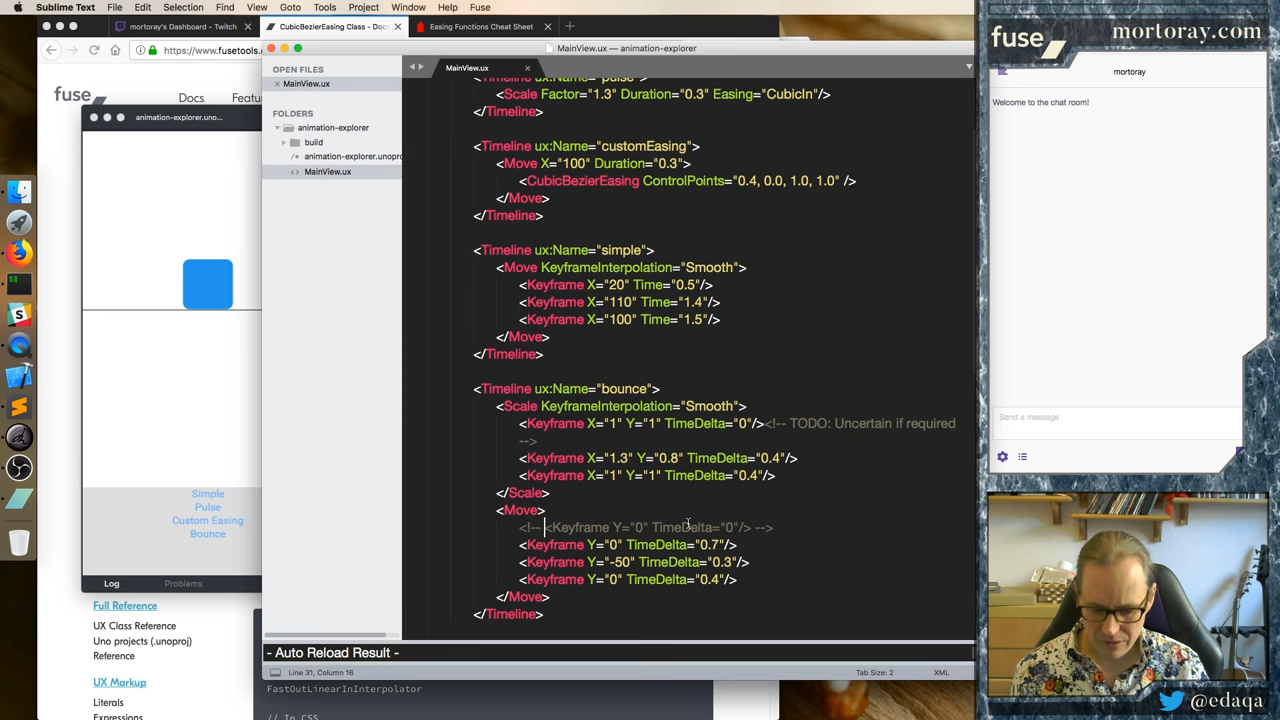 Sublime Text File Edit Selection Find View Goto Tools Project Window Help Fuse
mortoray's Dashboard - Twitch
CubicBezierEasing Class - Doc
Easing Functions Cheat Sheet
https://www.fusetools.
MainView.ux — animation-explorer
fuse
Docs Featu
animation-explorer.uno...
OPEN FILES
MainView.ux
FOLDERS
animation-explorer
build
animation-explorer.unopro
MainView.ux
MainView.ux
<Timeline ux:Name="pulse">
<Scale Factor="1.3" Duration="0.3" Easing="CubicIn"/>
</Timeline>
<Timeline ux:Name="customEasing">
<Move X="100" Duration="0.3">
<CubicBezierEasing ControlPoints="0.4, 0.0, 1.0, 1.0" />
</Move>
</Timeline>
<Timeline ux:Name="simple">
<Move KeyframeInterpolation="Smooth">
<Keyframe X="20" Time="0.5"/>
<Keyframe X="110" Time="1.4"/>
<Keyframe X="100" Time="1.5"/>
</Move>
</Timeline>
<Timeline ux:Name="bounce">
<Scale KeyframeInterpolation="Smooth">
<Keyframe X="1" Y="1" TimeDelta="0"/><!-- TODO: Uncertain if required
-->
<Keyframe X="1.3" Y="0.8" TimeDelta="0.4"/>
<Keyframe X="1" Y="1" TimeDelta="0.4"/>
</Scale>
<Move>
<!-- <Keyframe Y="0" TimeDelta="0"/> -->
<Keyframe Y="0" TimeDelta="0.7"/>
<Keyframe Y="-50" TimeDelta="0.3"/>
<Keyframe Y="0" TimeDelta="0.4"/>
</Move>
</Timeline>
- Auto Reload Result -
Line 31, Column 16
Tab Size: 2
XML
Simple
Pulse
Custom Easing
Bounce
Log Problems
Full Reference
UX Class Reference
Uno projects (.unoproj)
Reference
UX Markup
Literals
Expressions
FastOutLinearInInterpolator
// In CSS
fuse
mortoray.com
mortoray
Welcome to the chat room!
Send a message
@edaqa